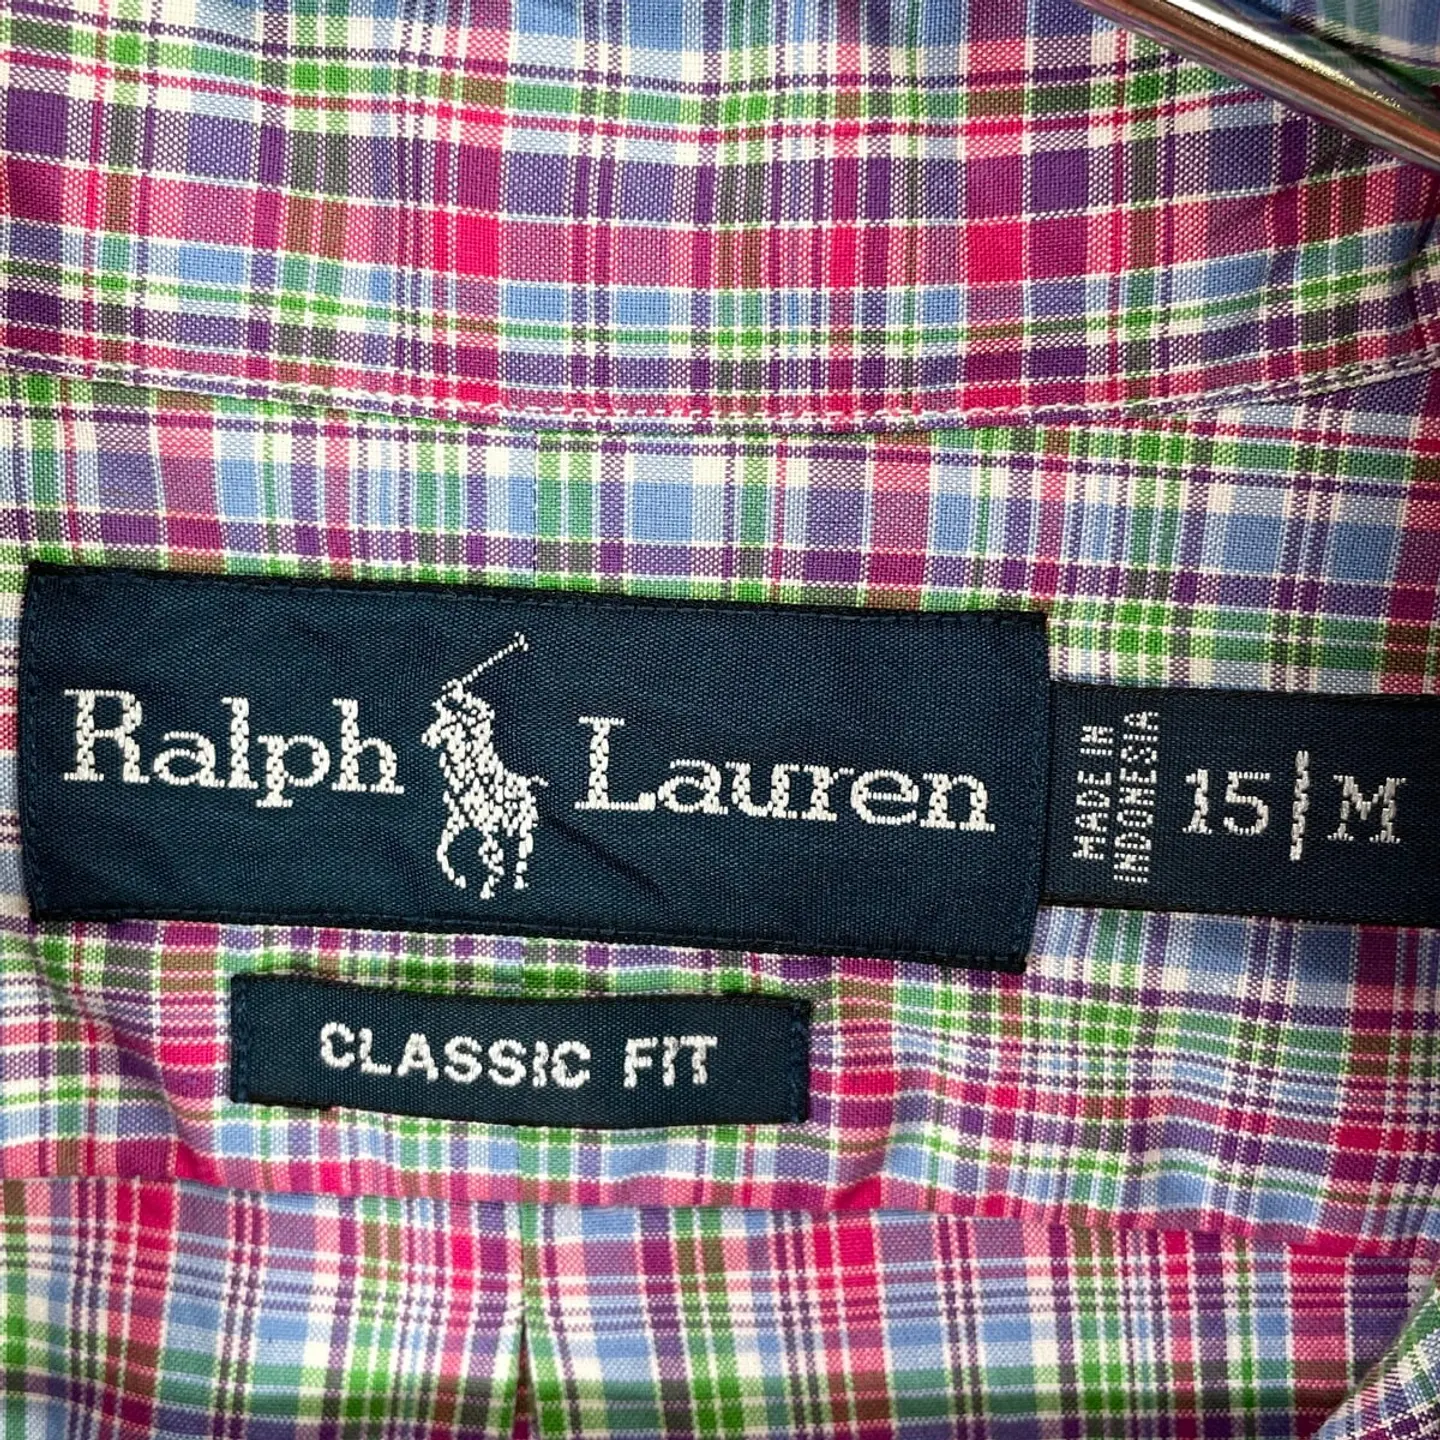 Ralph Lauren
MADE IN
INDONESIA
15 | M
CLASSIC FIT